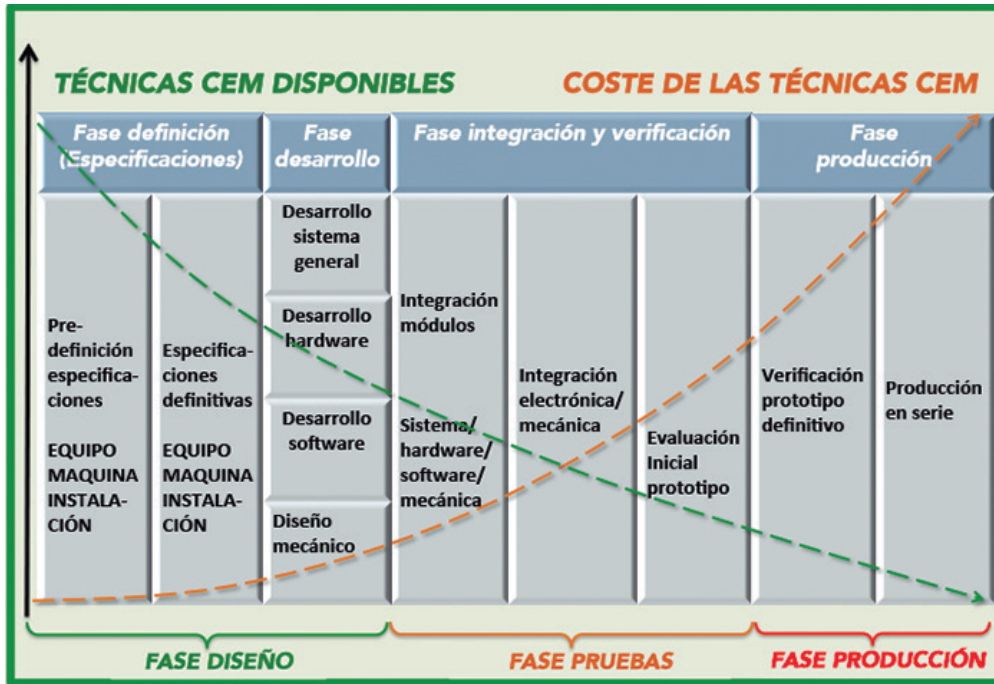 TÉCNICAS CEM DISPONIBLES
COSTE DE LAS TÉCNICAS CEM
Fase definición
(Especificaciones)
Fase
desarrollo
Fase integración y verificación
Fase
producción
Pre-
definición
especifica-
ciones
EQUIPO
MAQUINA
INSTALA-
CIÓN
Especifica-
ciones
definitivas
EQUIPO
MAQUINA
INSTALA-
CIÓN
Desarrollo
sistema
general
Desarrollo
hardware
Desarrollo
software
Diseño
mecánico
Integración
módulos
Sistema/
hardware/
software/
mecánica
Integración
electrónica/
mecánica
Evaluación
Inicial
prototipo
Verificación
prototipo
definitivo
Producción
en serie
FASE DISEÑO
FASE PRUEBAS
FASE PRODUCCIÓN